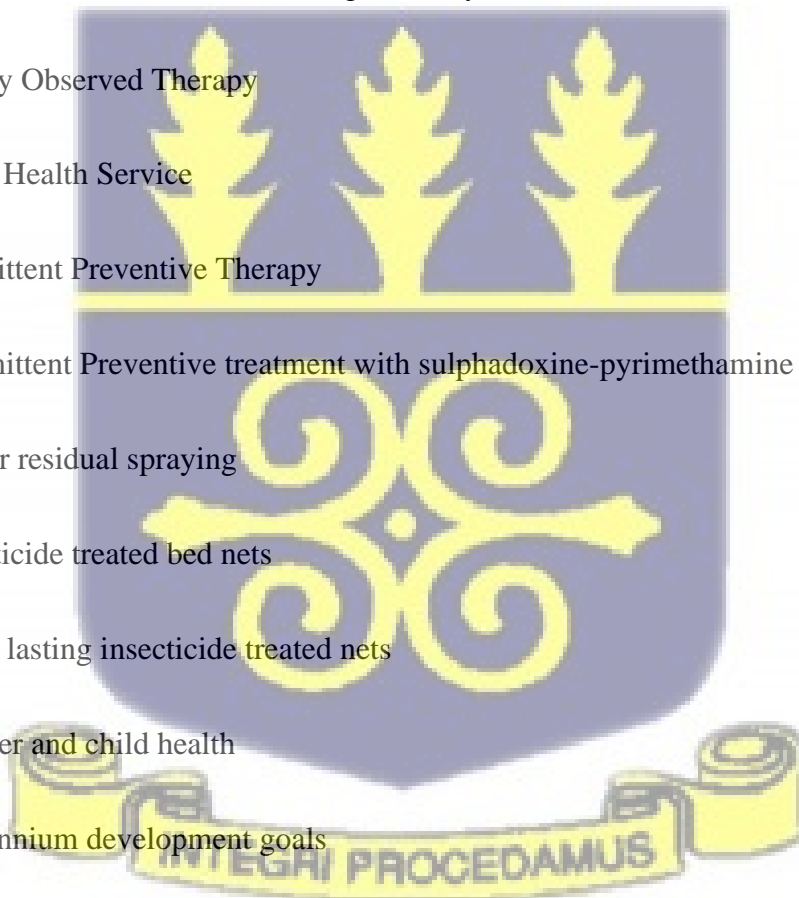 y Observed Therapy
Health Service
ittent Preventive Therapy
nittent Preventive treatment with sulphadoxine-pyrimethamine
r residual spraying
ticide treated bed nets
lasting insecticide treated nets
er and child health
nnium development goals
INTEGRI PROCEDAMUS